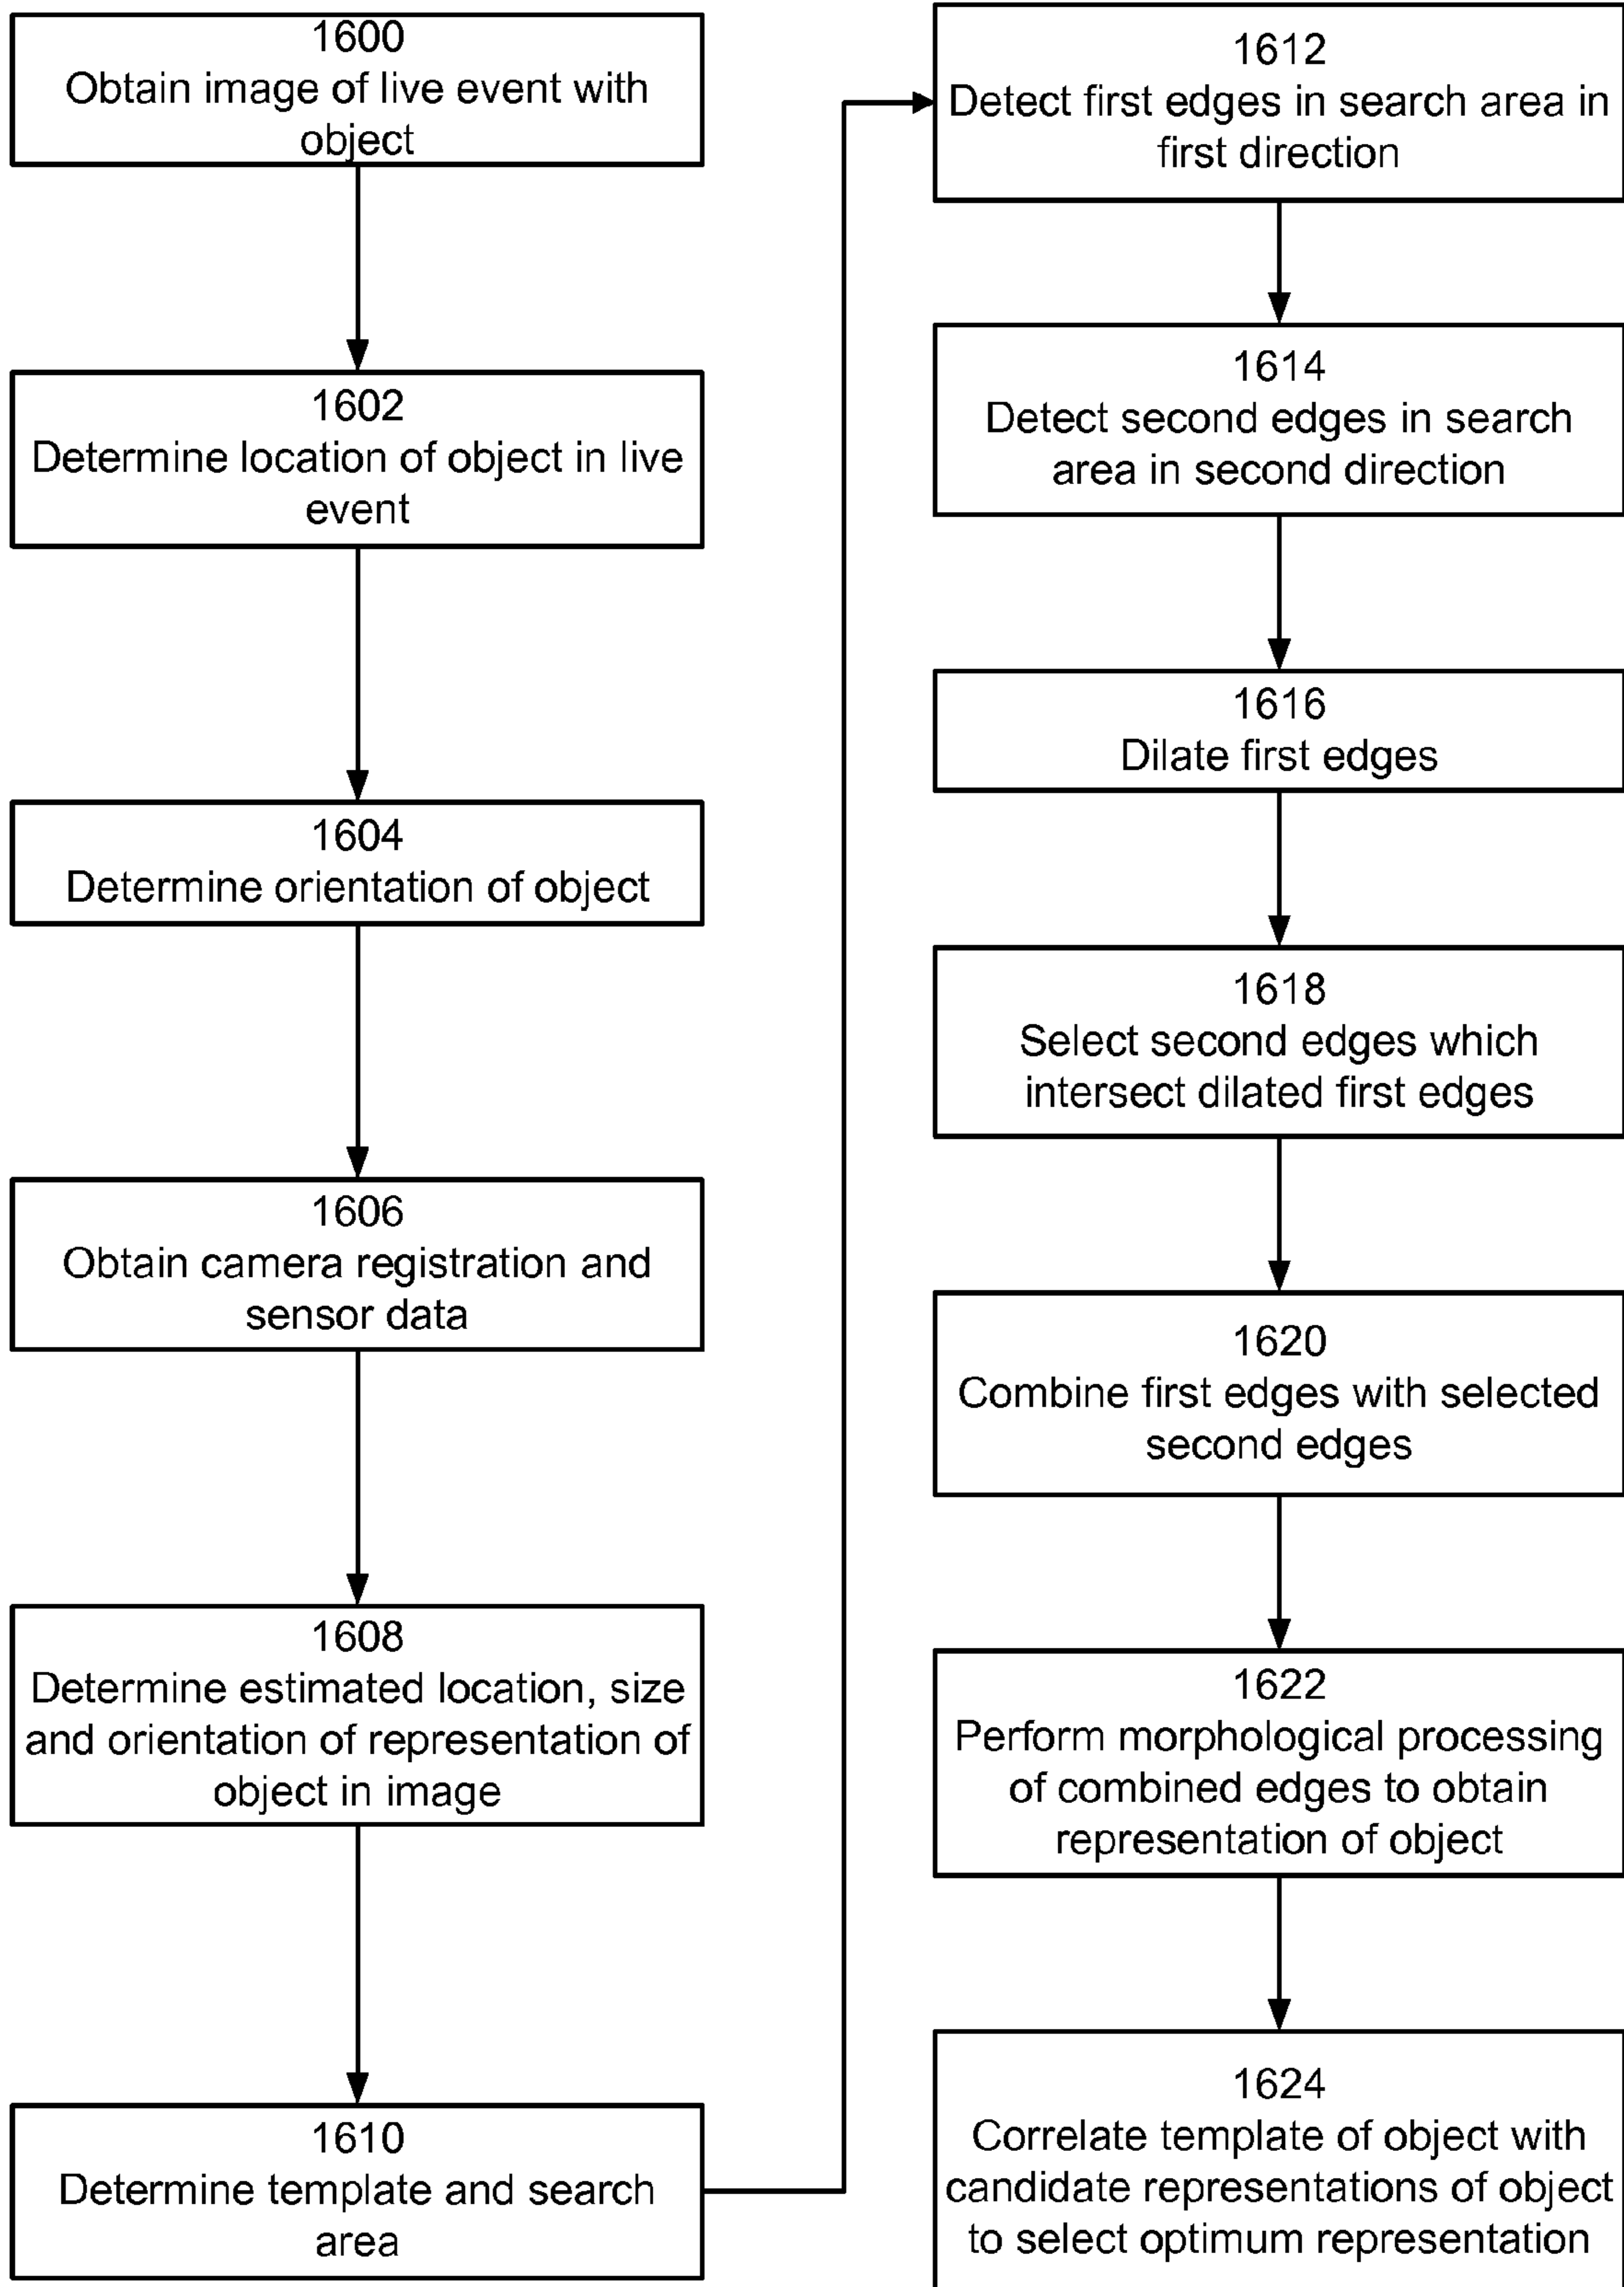 1600
Obtain image of live event with
object
1602
Determine location of object in live
event
1604
Determine orientation of object
1606
Obtain camera registration and
sensor data
1608
Determine estimated location, size
and orientation of representation of
object in image
1610
Determine template and search
area
1612
Detect first edges in search area in
first direction
1614
Detect second edges in search
area in second direction
1616
Dilate first edges
1618
Select second edges which
intersect dilated first edges
1620
Combine first edges with selected
second edges
1622
Perform morphological processing
of combined edges to obtain
representation of object
1624
Correlate template of object with
candidate representations of object
to select optimum representation